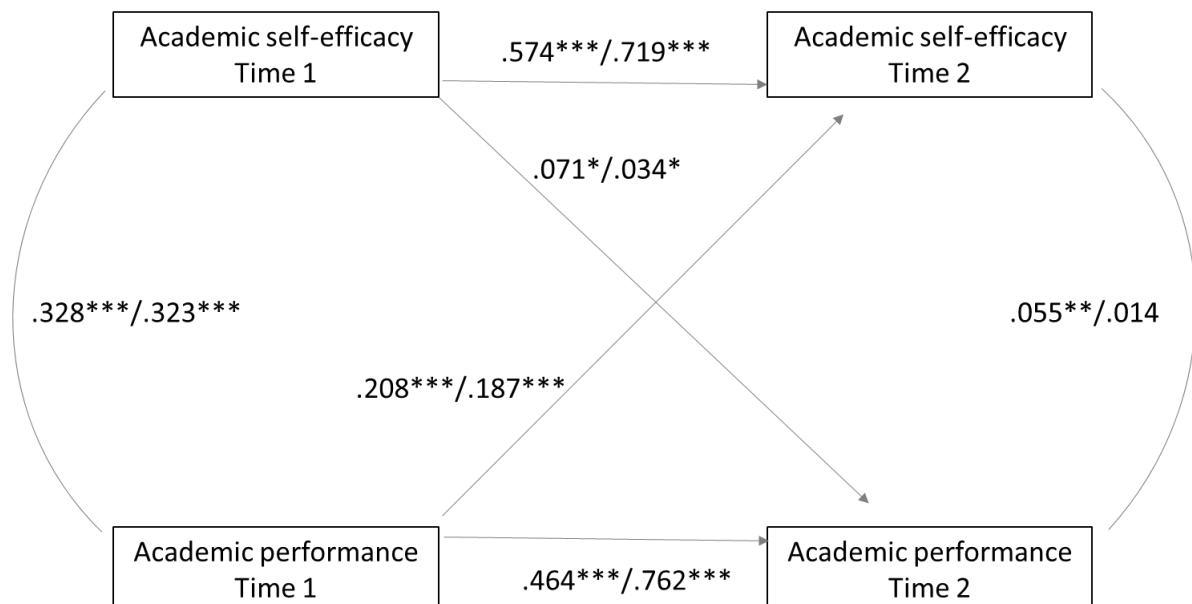 Academic self-efficacy
Time 1
.574***/.719***
Academic self-efficacy
Time 2
.071*/.034*
.328***/.323***
.055**/.014
.208***/.187***
Academic performance
Time 1
.464***/.762***
Academic performance
Time 2